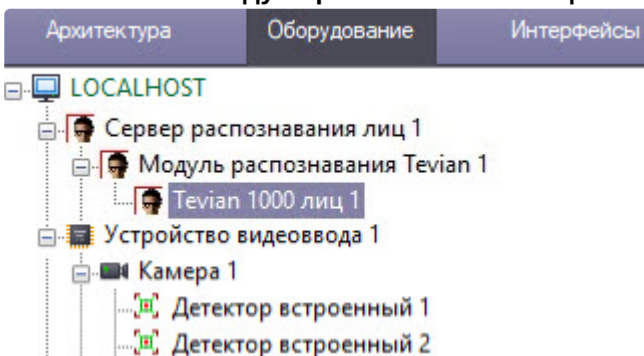 Архитектура Оборудование Интерфейсы
LOCALHOST
Сервер распознавания лиц 1
Модуль распознавания Tevian 1
Tevian 1000 лиц 1
Устройство видеоввода 1
Камера 1
Детектор встроенный 1
Детектор встроенный 2